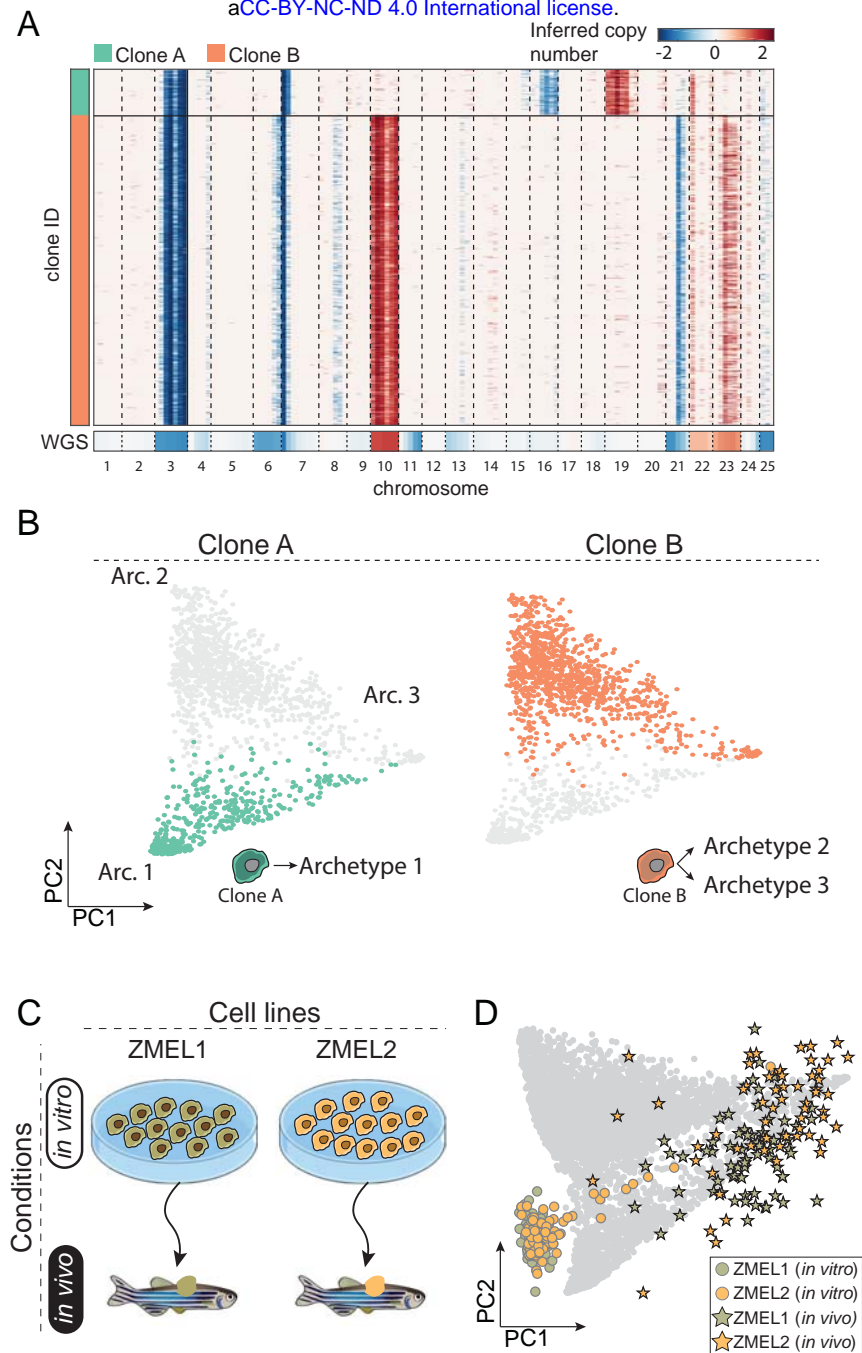 aCC-BY-NC-ND 4.0 International license.
A
Clone A
Clone B
Inferred copy
number
-2
0
2
clone ID
WGS
1 2 3 4 5 6 7 8 9 10 11 12 13 14 15 16 17 18 19 20 21 22 23 24 25
chromosome
B
Clone A
Clone B
Arc. 2
Arc. 3
Arc. 1
PC2
PC1
Clone A
Archetype 1
Clone B
Archetype 2
Archetype 3
C
Cell lines
ZMEL1
ZMEL2
Conditions
in vitro
in vivo
D
PC2
PC1
ZMEL1 (in vitro)
ZMEL2 (in vitro)
ZMEL1 (in vivo)
ZMEL2 (in vivo)